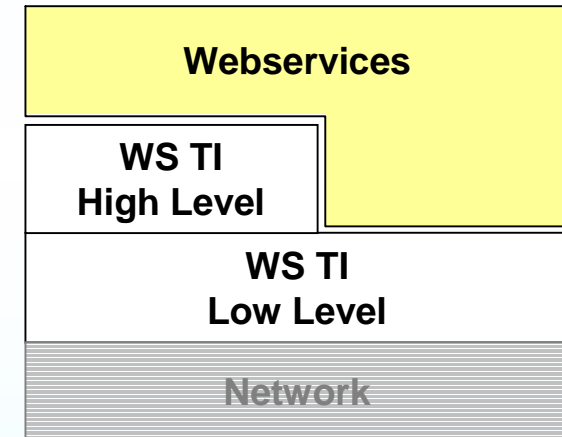 Webservices
WS TI
High Level
WS TI
Low Level
Network